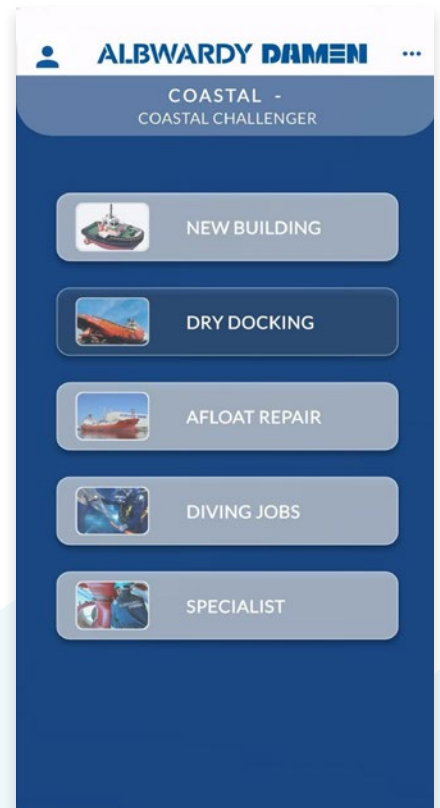 ALBWARDY DAMEN
COASTAL -
COASTAL CHALLENGER
NEW BUILDING
DRY DOCKING
AFLOAT REPAIR
DIVING JOBS
SPECIALIST